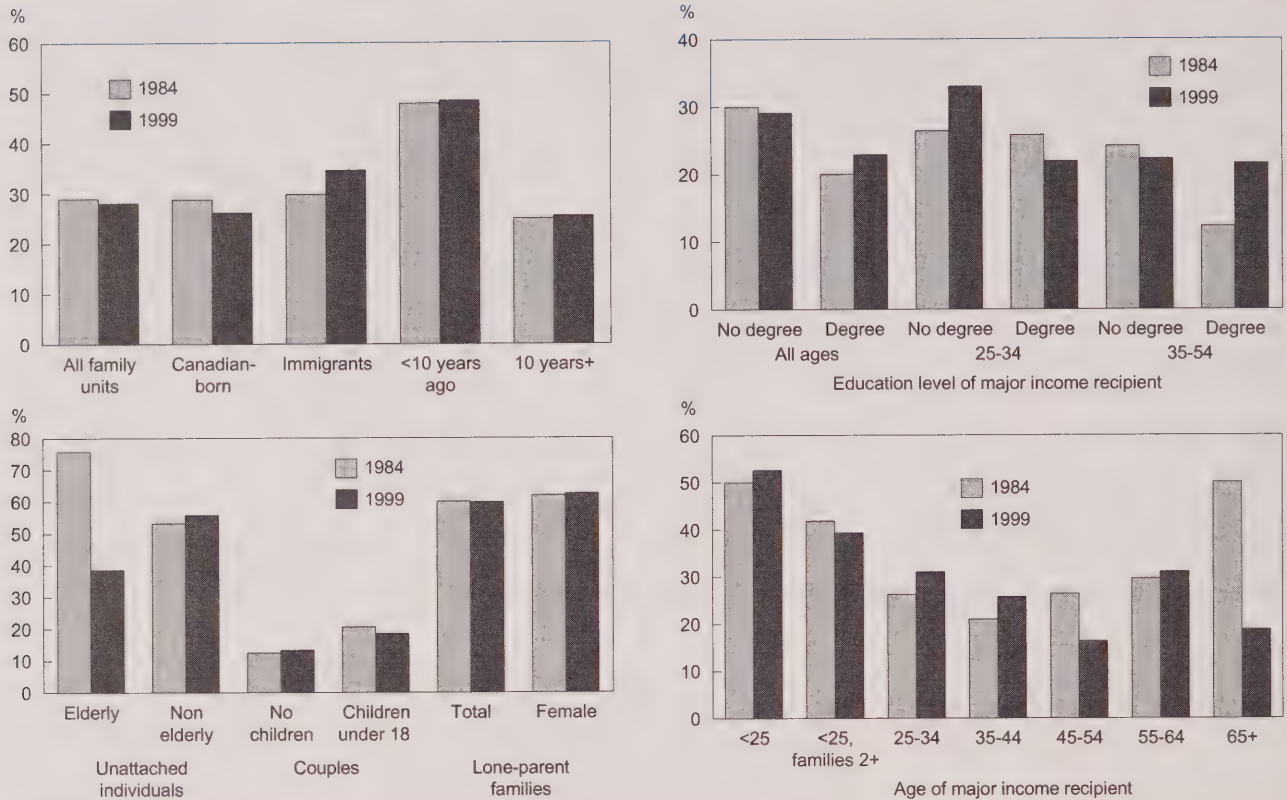 %
60
50
40
30
20
10
0
1984
1999
All family units
Canadian-born
Immigrants
<10 years ago
10 years+
%
40
30
20
10
0
1984
1999
No degree
Degree
No degree
Degree
No degree
Degree
All ages
25-34
35-54
Education level of major income recipient
%
80
70
60
50
40
30
20
10
0
1984
1999
Elderly
Non elderly
No children
Children under 18
Total
Female
Unattached individuals
Couples
Lone-parent families
%
60
50
40
30
20
10
0
1984
1999
<25
<25, families 2+
25-34
35-44
45-54
55-64
65+
Age of major income recipient